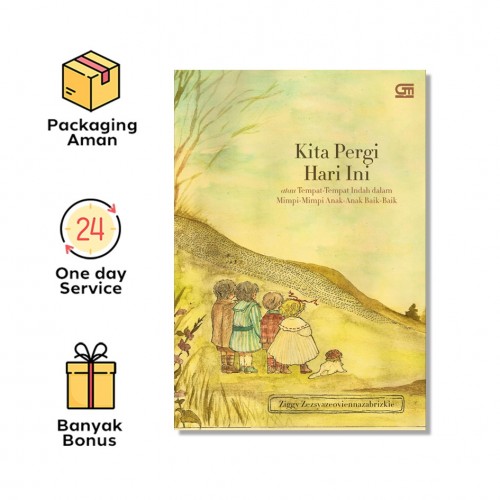 Packaging
Aman
24
One day
Service
Banyak
Bonus
GM
Kita Pergi
Hari Ini
atau Tempat-Tempat Indah dalam
Mimpi-Mimpi Anak-Anak Baik-Baik
Ziggy Zezsyazeoviennazabrizkie